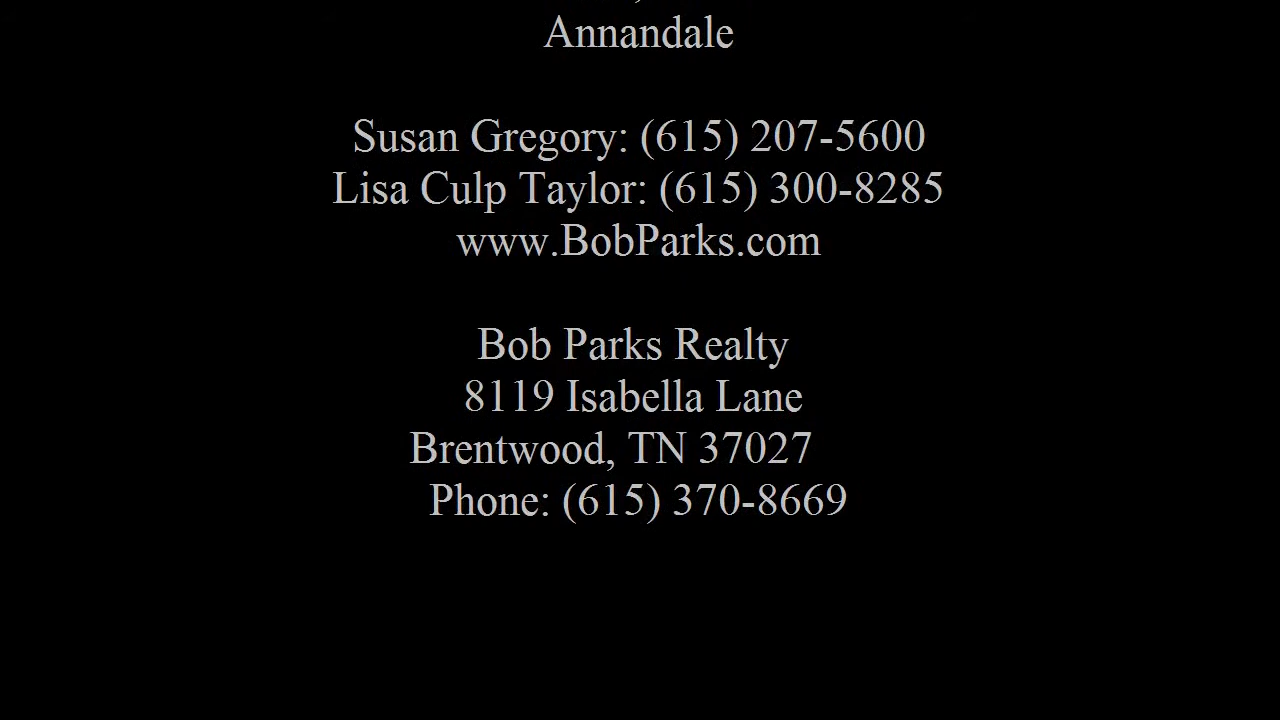 Annandale
Susan Gregory: (615) 207-5600
Lisa Culp Taylor: (615) 300-8285
www.BobParks.com
Bob Parks Realty
8119 Isabella Lane
Brentwood, TN 37027
Phone: (615) 370-8669